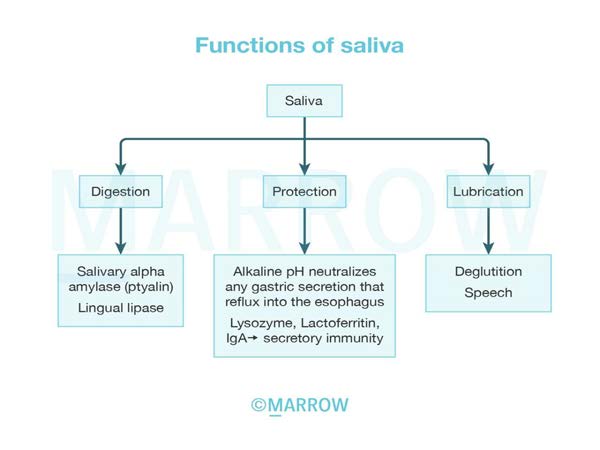 Functions of saliva
Saliva
Digestion
Protection
Lubrication
Salivary alpha
amylase (ptyalin)
Lingual lipase
Alkaline pH neutralizes
any gastric secretion that
reflux into the esophagus
Lysozyme, Lactoferritin,
IgA→ secretory immunity
Deglutition
Speech
MARROW
©MARROW